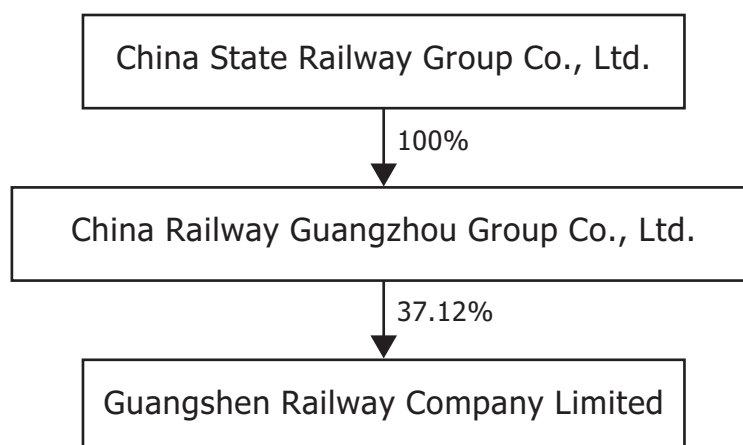 China State Railway Group Co., Ltd.
100%
China Railway Guangzhou Group Co., Ltd.
37.12%
Guangshen Railway Company Limited